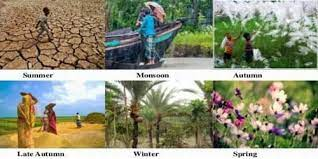 Summer
Monsoon
Autumn
Late Autumn
Winter
Spring